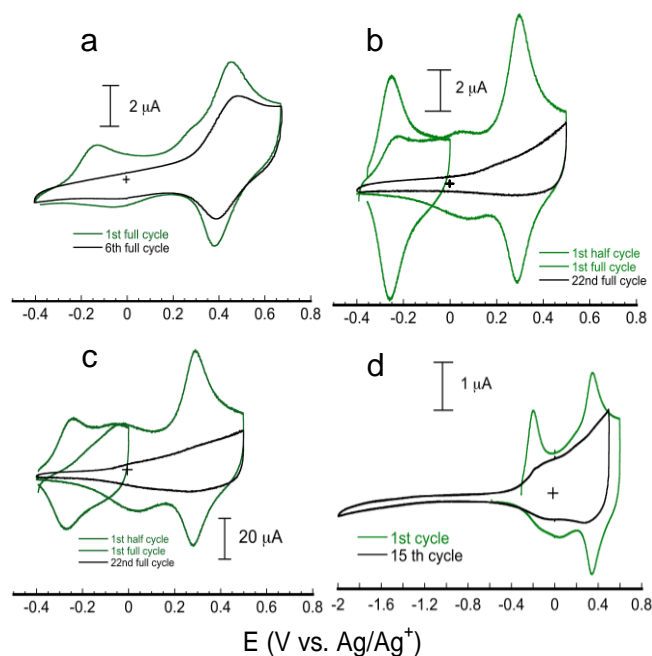 a
2 μA
1st full cycle
6th full cycle
-0.4 -0.2 0 0.2 0.4 0.6 0.8
b
2 μA
1st half cycle
1st full cycle
22nd full cycle
-0.4 -0.2 0 0.2 0.4 0.6 0.8
c
20 μA
1st half cycle
1st full cycle
22nd full cycle
-0.4 -0.2 0 0.2 0.4 0.6 0.8
d
1 μA
1st cycle
15 th cycle
-2 -1.6 -1.2 -0.8 -0.4 0 0.4 0.8
E (V vs. Ag/Ag⁺)